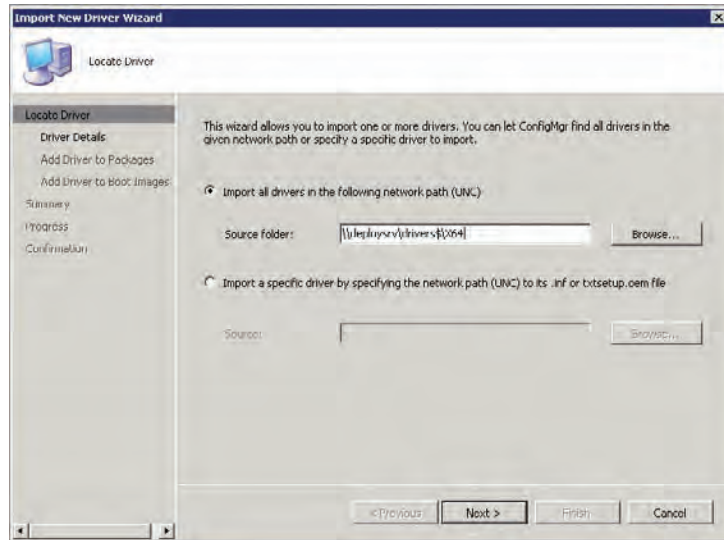 Import New Driver Wizard
Locate Driver
Locate Driver
Driver Details
Add Driver to Packages
Add Driver to Boot Images
Summary
Progress
Confirmation
This wizard allows you to import one or more drivers. You can let ConfigMgr find all drivers in the
given network path or specify a specific driver to import.
Import all drivers in the following network path (UNC)
Source folder:
\\deploysrv\drivers$\X64
Browse...
Import a specific driver by specifying the network path (UNC) to its .inf or txtsetup.oem file
Source:
Browse...
< Previous
Next >
Finish
Cancel